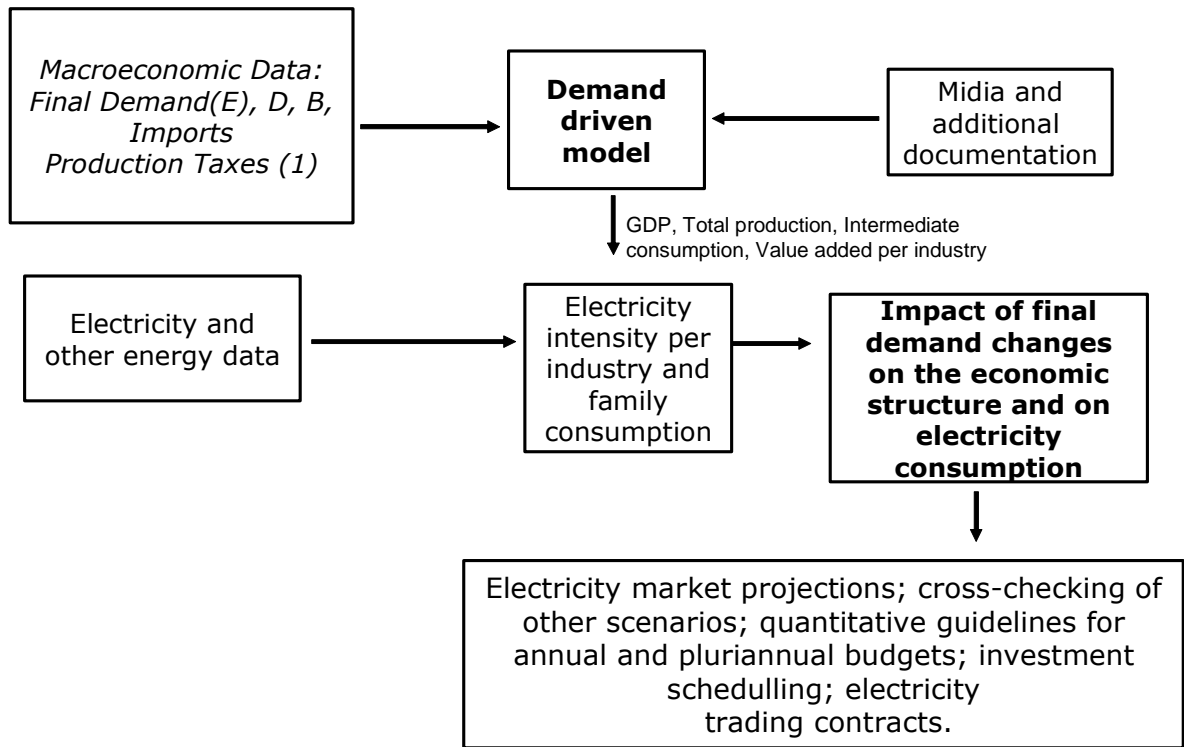 Macroeconomic Data:
Final Demand(E), D, B,
Imports
Production Taxes (1)
Demand
driven
model
Midia and
additional
documentation
GDP, Total production, Intermediate
consumption, Value added per industry
Electricity and
other energy data
Electricity
intensity per
industry and
family
consumption
Impact of final
demand changes
on the economic
structure and on
electricity
consumption
Electricity market projections; cross-checking of
other scenarios; quantitative guidelines for
annual and pluriannual budgets; investment
schedulling; electricity
trading contracts.